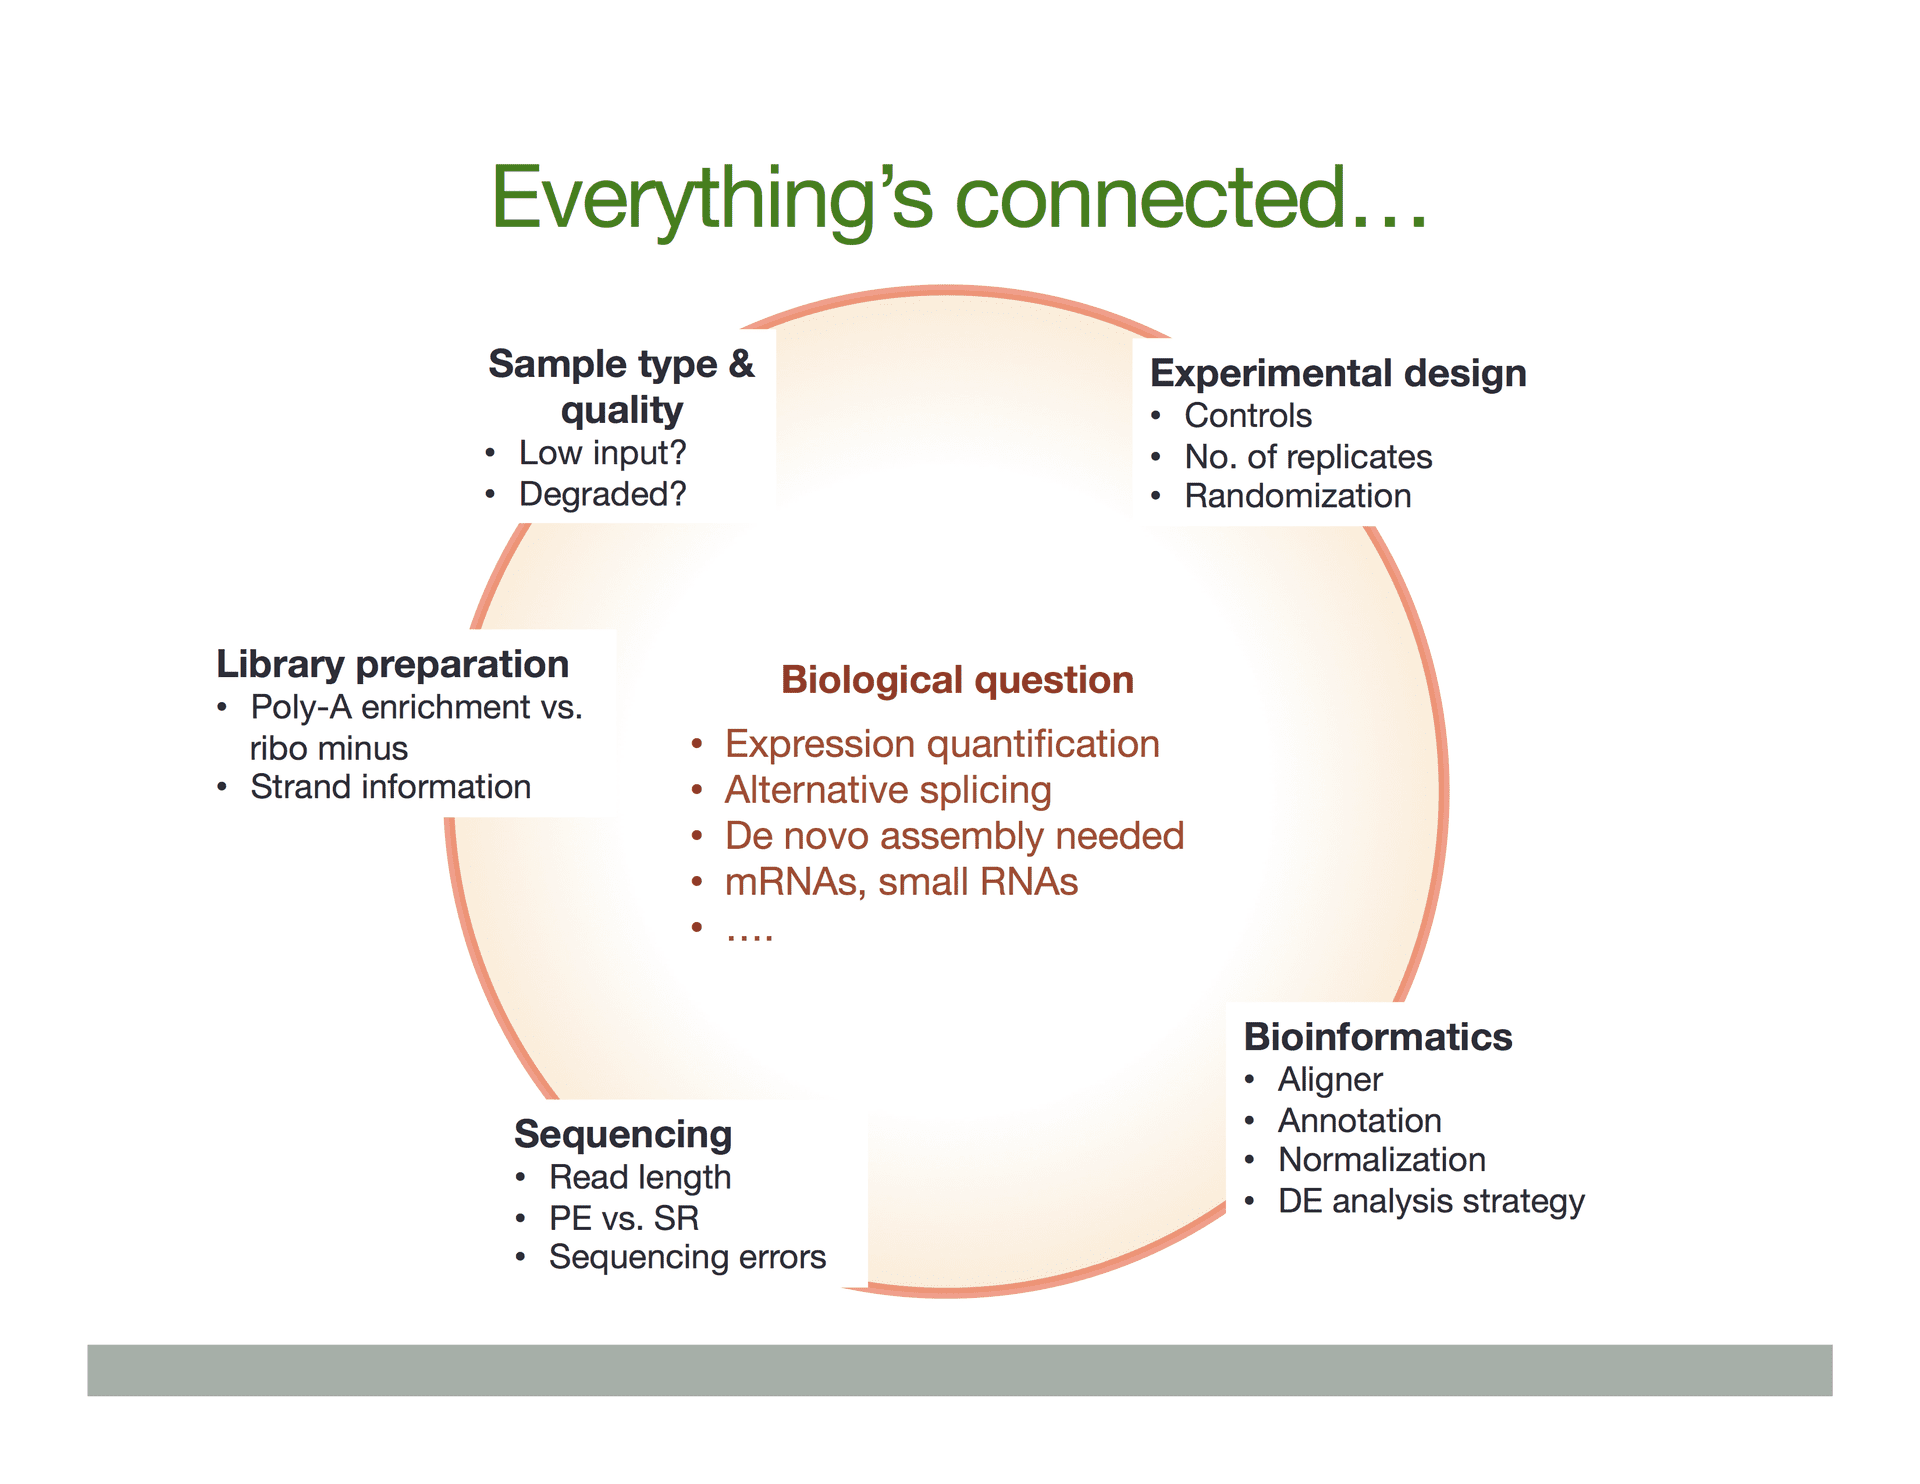 Everything’s connected…
Sample type &
quality
• Low input?
• Degraded?
Experimental design
• Controls
• No. of replicates
• Randomization
Library preparation
• Poly-A enrichment vs.
ribo minus
• Strand information
Biological question
• Expression quantification
• Alternative splicing
• De novo assembly needed
• mRNAs, small RNAs
• ….
Bioinformatics
• Aligner
• Annotation
• Normalization
• DE analysis strategy
Sequencing
• Read length
• PE vs. SR
• Sequencing errors